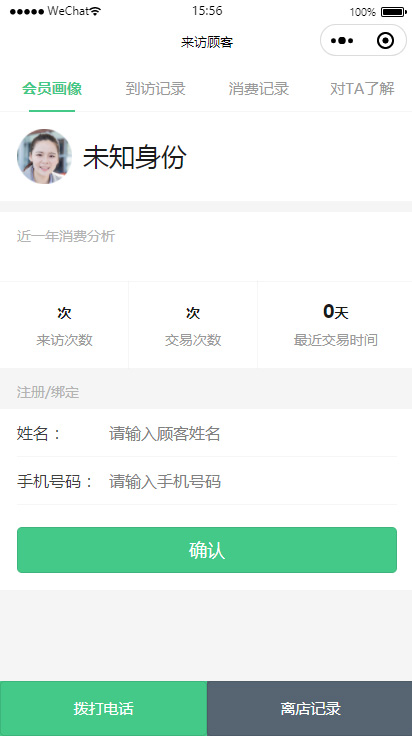 ●●●●● WeChat 15:56 100%
来访顾客
会员画像 到访记录 消费记录 对TA了解
未知身份
近一年消费分析
次 次 0天
来访次数 交易次数 最近交易时间
注册/绑定
姓名： 请输入顾客姓名
手机号码： 请输入手机号码
确认
拨打电话 离店记录